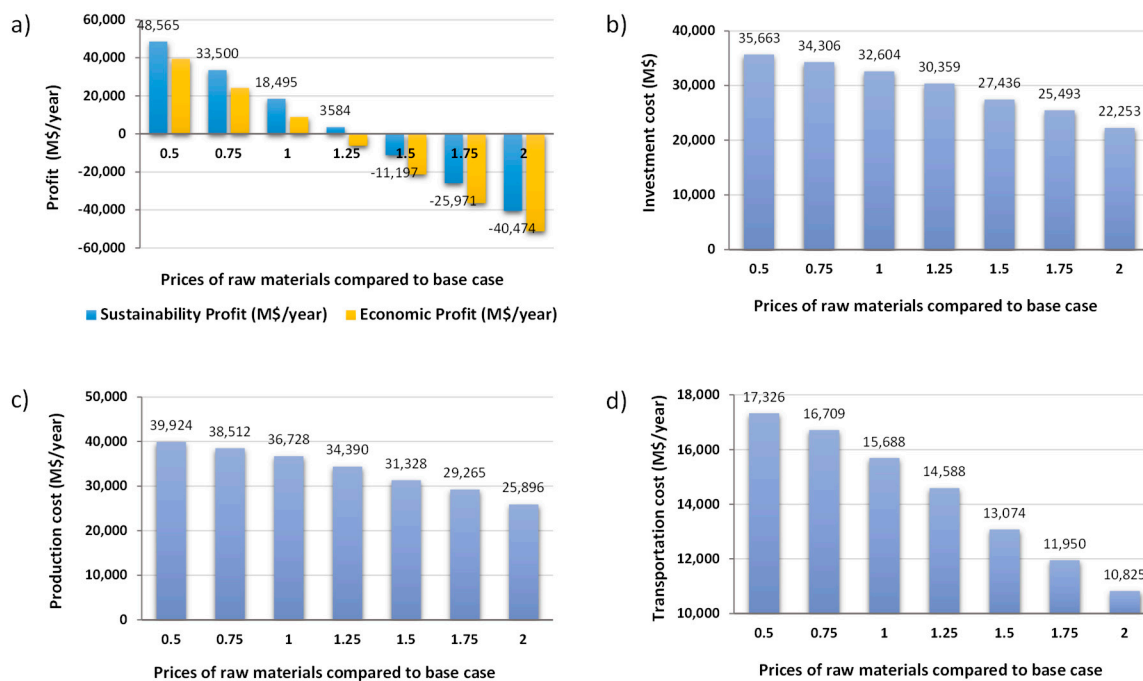 a)
60,000
48,565
40,000
33,500
20,000
18,495
3584
0
0.5 0.75 1 1.25 1.5 1.75 2
-20,000
-11,197
-25,971
-40,000
-40,474
-60,000
Profit (M$/year)
Prices of raw materials compared to base case
Sustainability Profit (M$/year) Economic Profit (M$/year)
b)
40,000
35,663 34,306 32,604 30,359 27,436 25,493 22,253
30,000
20,000
10,000
0
Investment cost (M$)
0.5 0.75 1 1.25 1.5 1.75 2
Prices of raw materials compared to base case
c)
50,000
40,000
39,924 38,512 36,728 34,390 31,328 29,265 25,896
30,000
20,000
10,000
0
Production cost (M$/year)
0.5 0.75 1 1.25 1.5 1.75 2
Prices of raw materials compared to base case
d)
18,000
17,326 16,709 15,688 14,588 13,074 11,950 10,825
16,000
14,000
12,000
10,000
Transportation cost (M$/year)
0.5 0.75 1 1.25 1.5 1.75 2
Prices of raw materials compared to base case